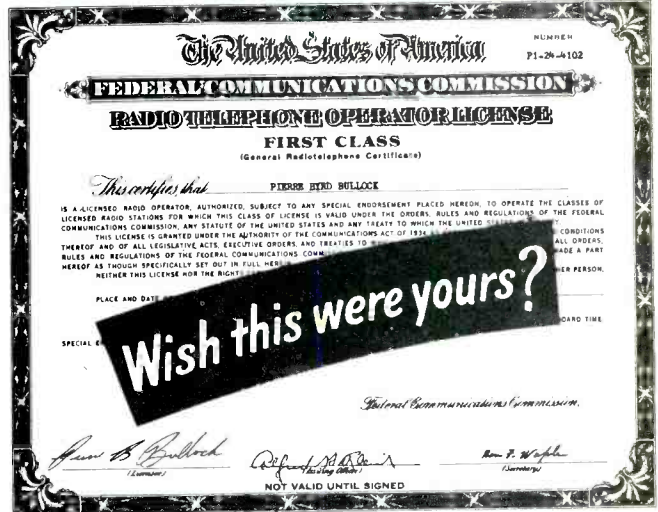 NUMBER
The United States of America
P1-24-4102
FEDERAL COMMUNICATIONS COMMISSION
RADIO TELEPHONE OPERATOR LICENSE
FIRST CLASS
(General Radiotelephone Certificate)
This certifies that PIERRE BYRD BULLOCK
IS A LICENSED RADIO OPERATOR, AUTHORIZED, SUBJECT TO ANY SPECIAL ENDORSEMENT PLACED HEREON, TO OPERATE THE CLASSES OF
LICENSED RADIO STATIONS FOR WHICH THIS CLASS OF LICENSE IS VALID UNDER THE ORDERS, RULES AND REGULATIONS OF THE FEDERAL
COMMUNICATIONS COMMISSION, ANY STATUTE OF THE UNITED STATES AND ANY TREATY TO WHICH THE UNITED STATES
THIS LICENSE IS GRANTED UNDER THE AUTHORITY OF THE COMMUNICATIONS ACT OF 1934 CONDITIONS
THEREOF AND OF ALL LEGISLATIVE ACTS, EXECUTIVE ORDERS, AND TREATIES TO ALL ORDERS,
RULES AND REGULATIONS OF THE FEDERAL COMMUNICATIONS COMM MADE A PART
HEREOF AS THOUGH SPECIFICALLY SET OUT IN FULL HER
NEITHER THIS LICENSE NOR THE RIGHT ER PERSON.
PLACE AND DATE
OARD TIME
SPECIAL E
Wish this were yours?
Federal Communications Commission.
(Licensee) (Issuing Officer) (Secretary)
NOT VALID UNTIL SIGNED